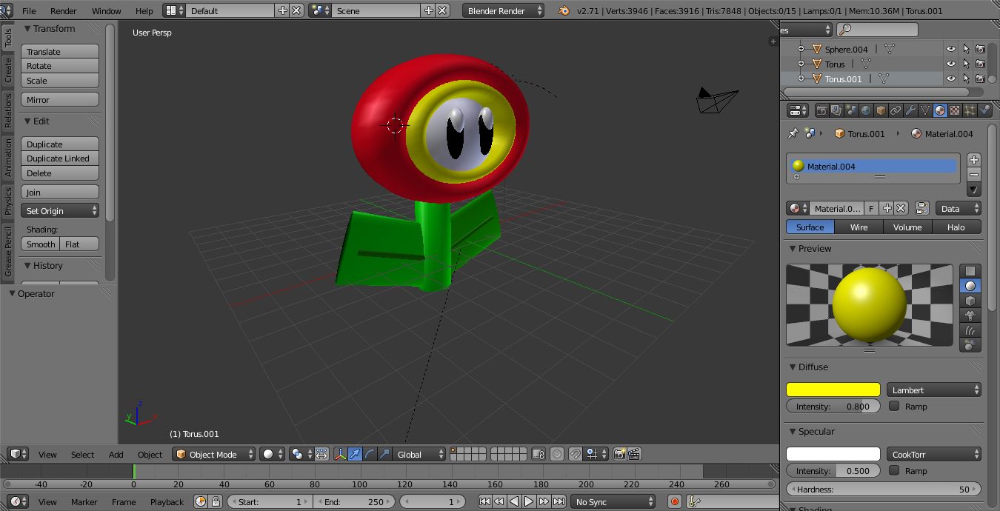 File Render Window Help Default Scene Blender Render v2.71 | Verts:3946 | Faces:3916 | Tris:7848 | Objects:0/15 | Lamps:0/1 | Mem:10.36M | Torus.001
Tools
Create
Relations
Animation
Physics
Grease Pencil
Transform
Translate
Rotate
Scale
Mirror
Edit
Duplicate
Duplicate Linked
Delete
Join
Set Origin
Shading:
Smooth Flat
History
Operator
User Persp
z
y
x
(1) Torus.001
es
Sphere.004
Torus
Torus.001
Torus.001 Material.004
Material.004
Material.0... F Data
Surface Wire Volume Halo
Preview
Diffuse
Lambert
Intensity: 0.800 Ramp
Specular
CookTorr
Intensity: 0.500 Ramp
Hardness: 50
Shading
View Select Add Object Object Mode Global
-40 -20 0 20 40 60 80 100 120 140 160 180 200 220 240 260
View Marker Frame Playback Start: 1 End: 250 1 No Sync